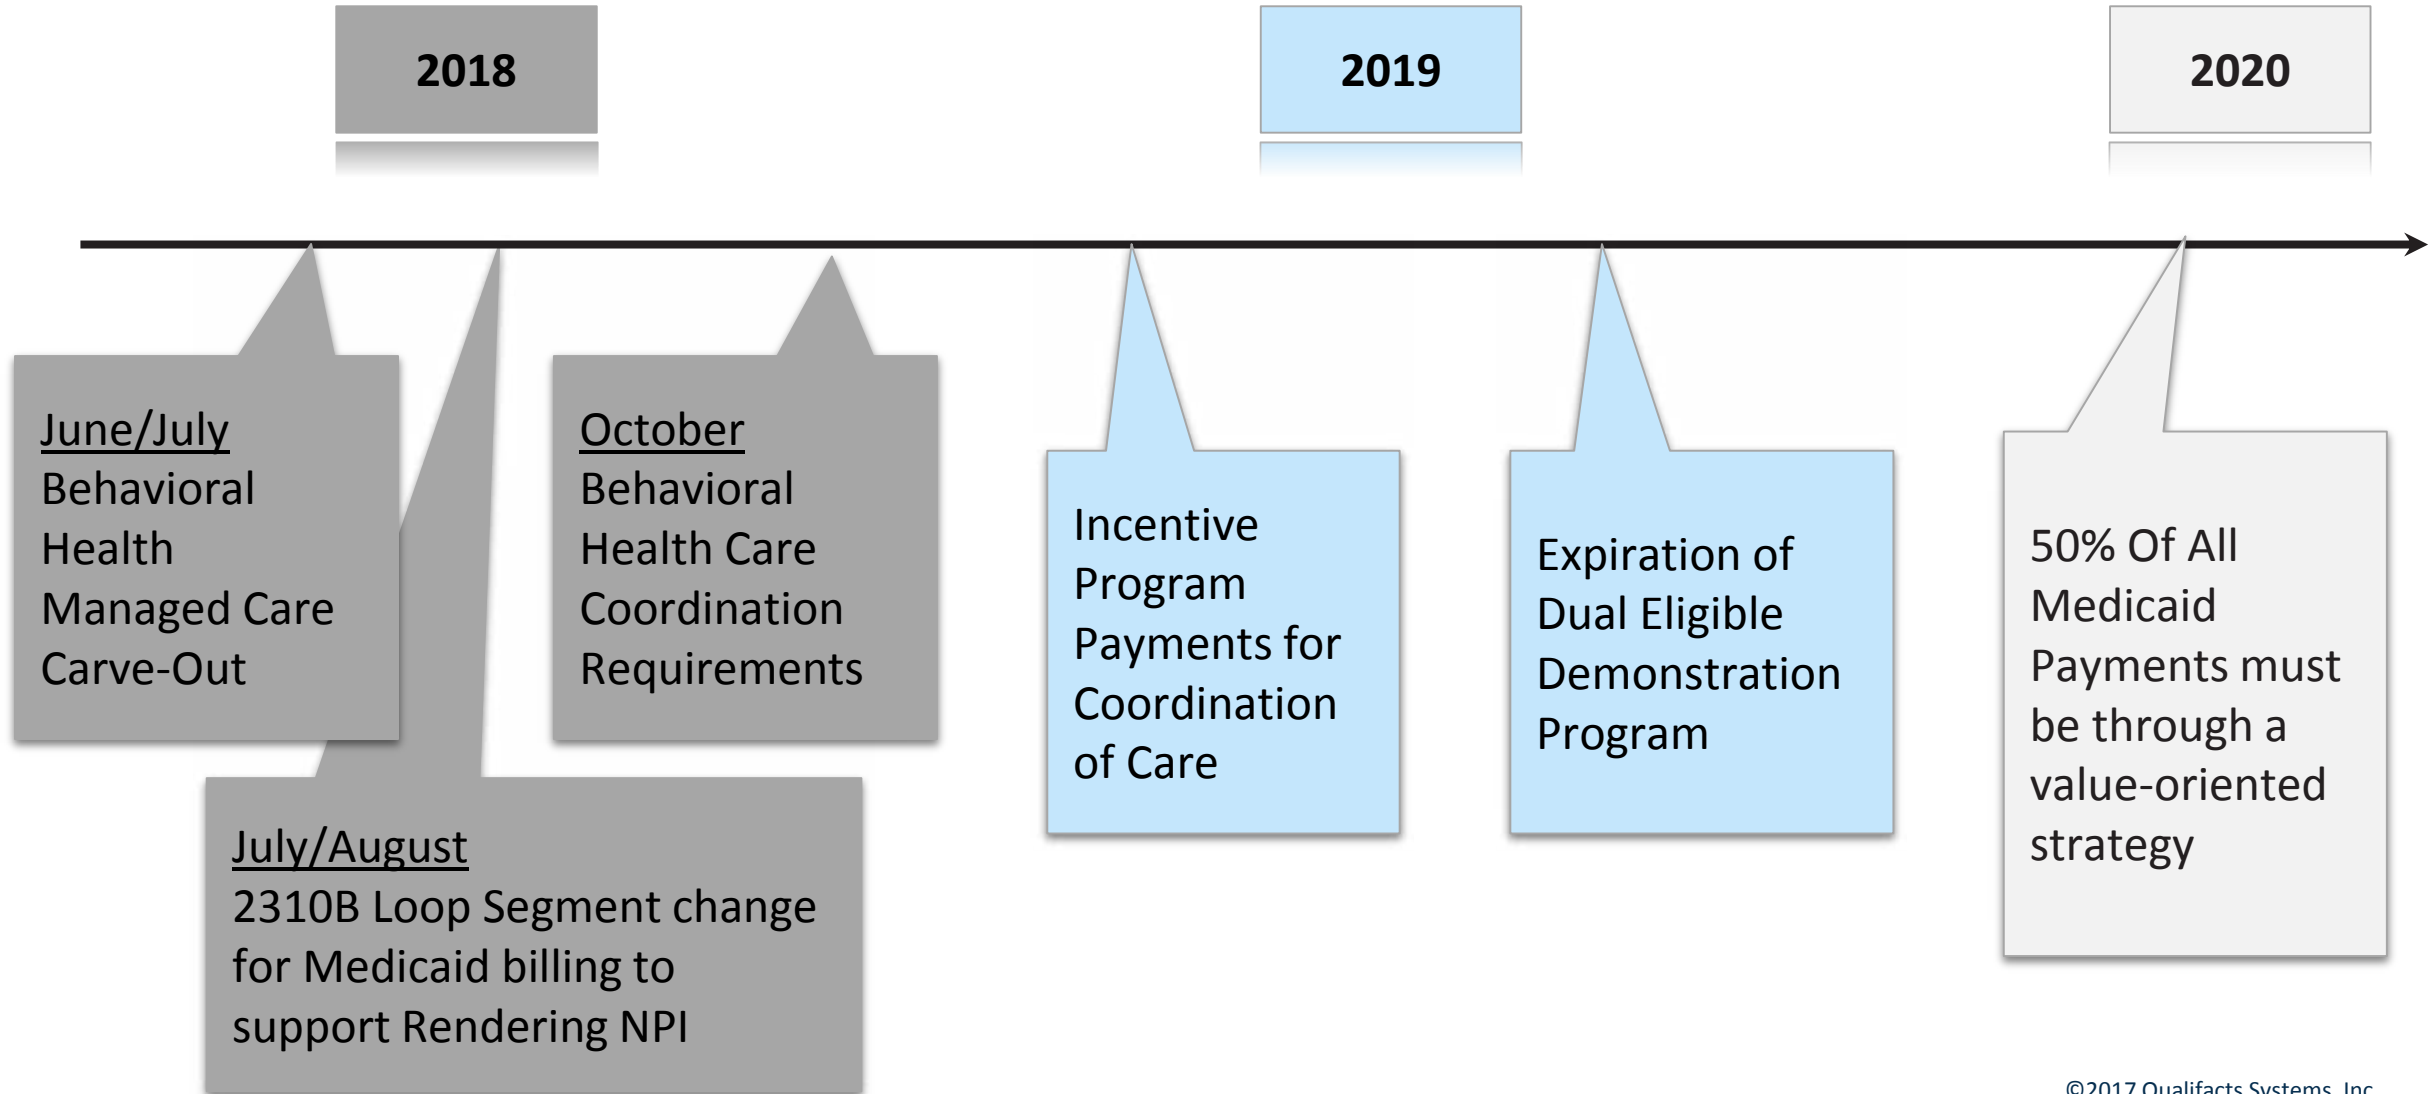 2018
2019
2020
June/July
Behavioral
Health
Managed Care
Carve-Out
July/August
2310B Loop Segment change
for Medicaid billing to
support Rendering NPI
October
Behavioral
Health Care
Coordination
Requirements
Incentive
Program
Payments for
Coordination
of Care
Expiration of
Dual Eligible
Demonstration
Program
50% Of All
Medicaid
Payments must
be through a
value-oriented
strategy
©2017 Qualifacts Systems, Inc